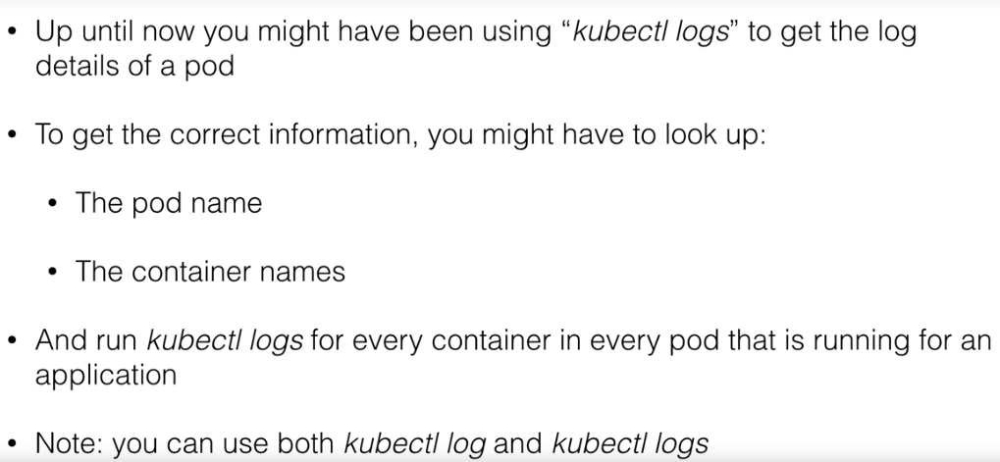 • Up until now you might have been using “kubectl logs” to get the log
details of a pod
• To get the correct information, you might have to look up:
• The pod name
• The container names
• And run kubectl logs for every container in every pod that is running for an
application
• Note: you can use both kubectl log and kubectl logs